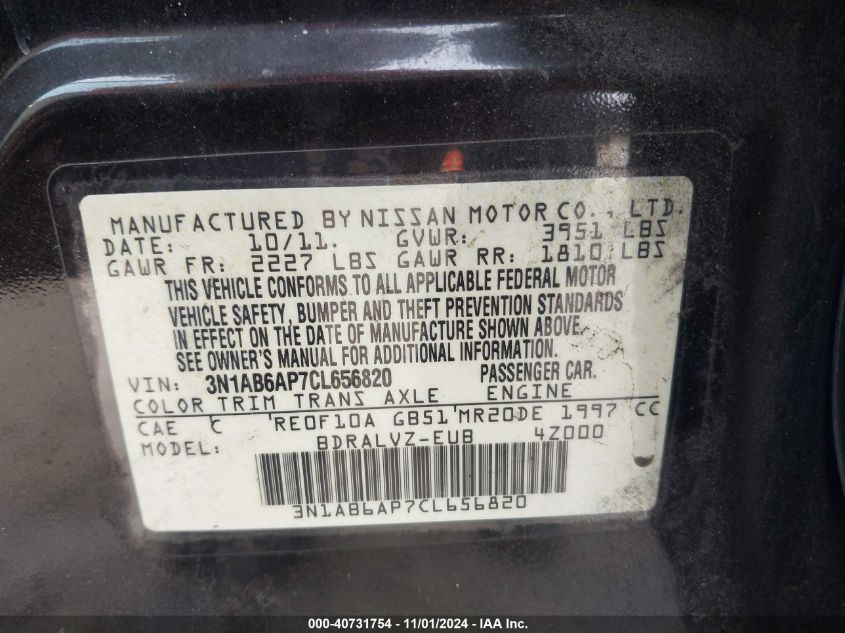 MANUFACTURED BY NISSAN MOTOR CO., LTD.
DATE: 10/11. GVWR: 3951 LBS
GAWR FR: 2227 LBS GAWR RR: 1810 LBS
THIS VEHICLE CONFORMS TO ALL APPLICABLE FEDERAL MOTOR
VEHICLE SAFETY, BUMPER AND THEFT PREVENTION STANDARDS
IN EFFECT ON THE DATE OF MANUFACTURE SHOWN ABOVE.
SEE OWNER'S MANUAL FOR ADDITIONAL INFORMATION.
VIN: 3N1AB6AP7CL656820 PASSENGER CAR.
COLOR TRIM TRANS AXLE ENGINE
CAE C RE0F10A GB51 MR20DE 1997 CC
MODEL: BDRALVZ-EUB 4Z000
3N1AB6AP7CL656820
000-40731754 - 11/01/2024 - IAA Inc.